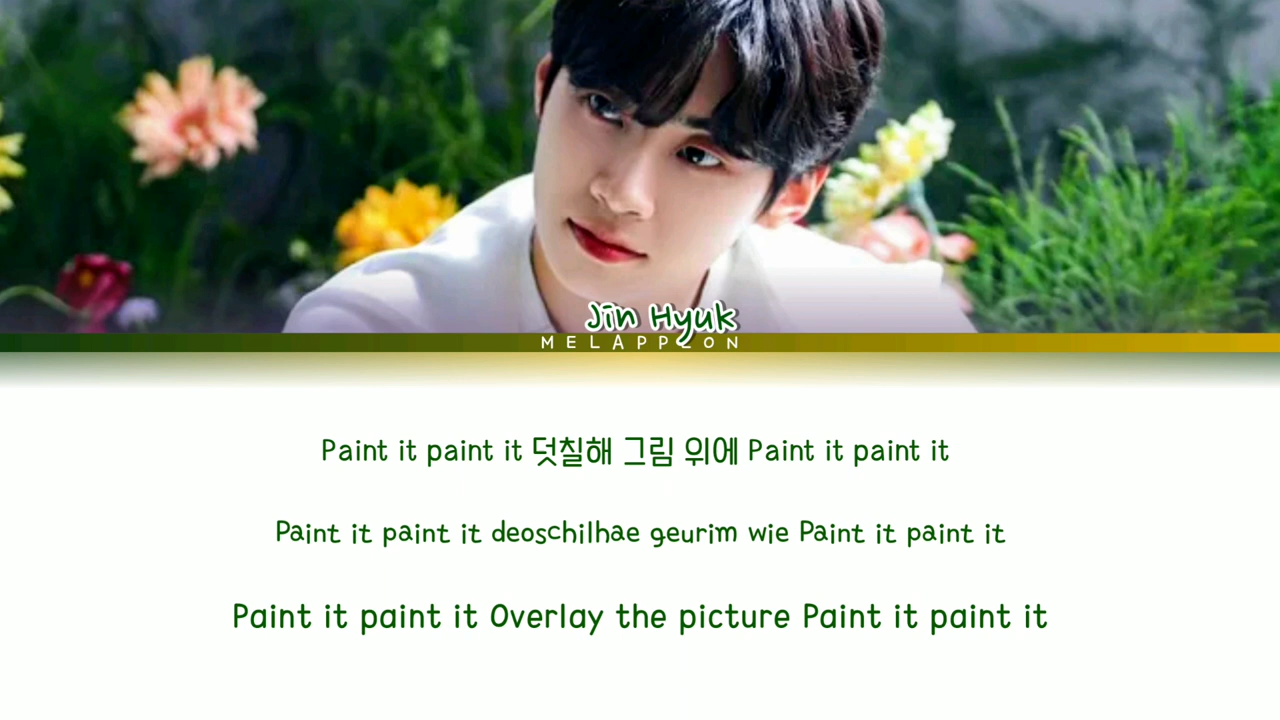 Jin Hyuk
MELAPPEON
Paint it paint it 덧칠해 그림 위에 Paint it paint it
Paint it paint it deoschilhae geurim wie Paint it paint it
Paint it paint it Overlay the picture Paint it paint it